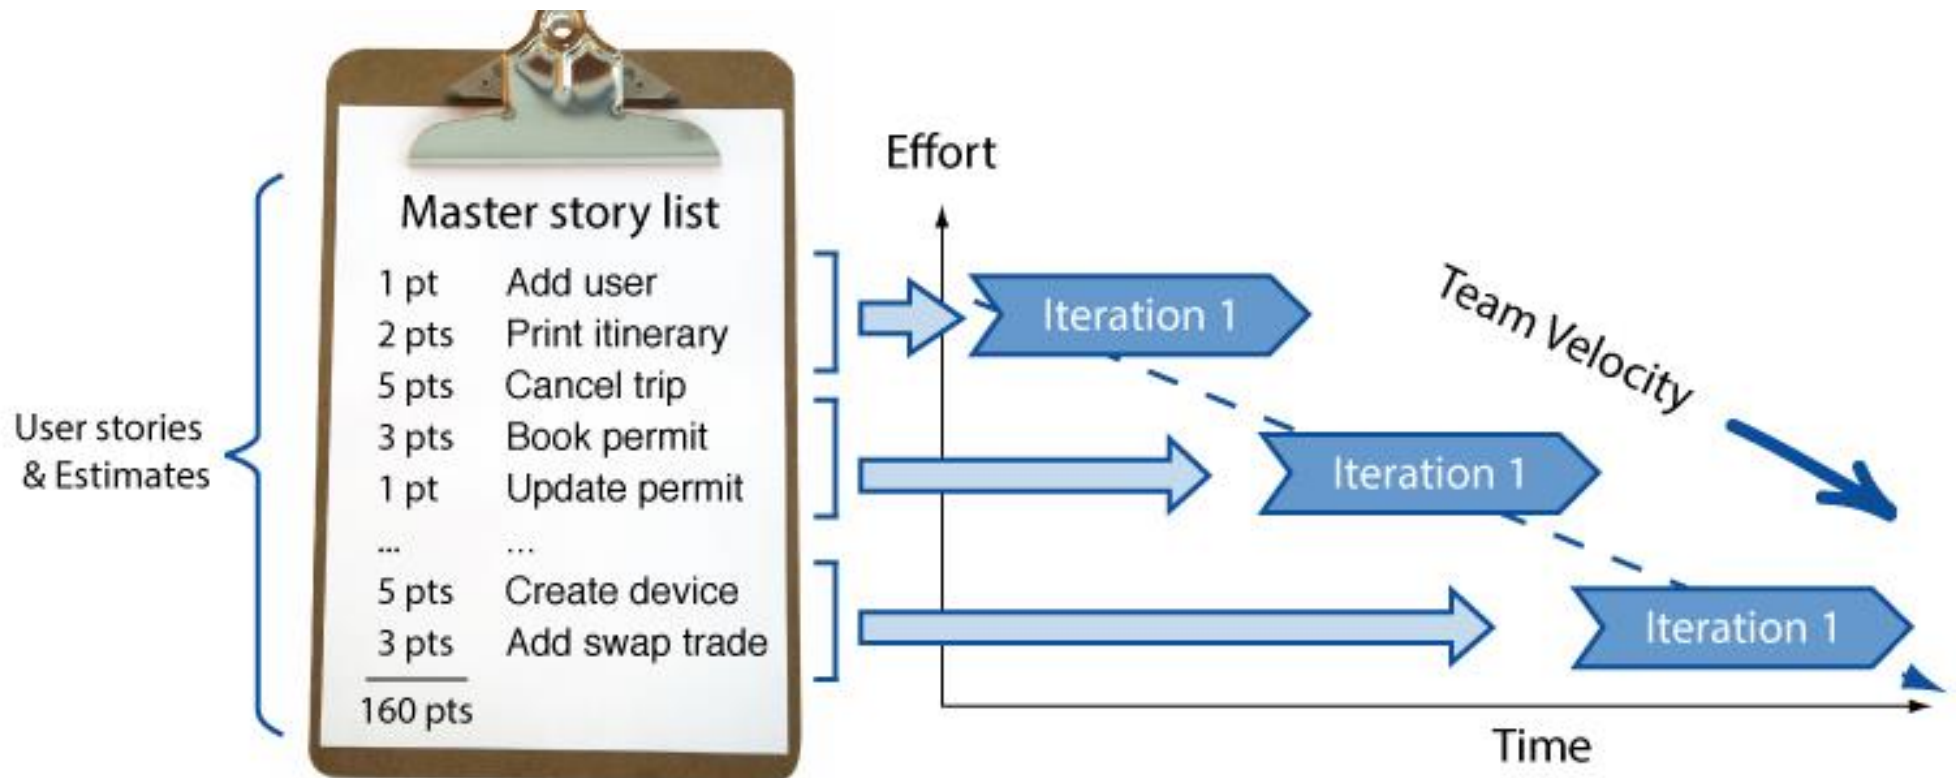 Master story list
1 pt Add user
2 pts Print itinerary
5 pts Cancel trip
3 pts Book permit
1 pt Update permit
... ...
5 pts Create device
3 pts Add swap trade
160 pts
User stories
& Estimates
Effort
Iteration 1
Iteration 1
Iteration 1
Team Velocity
Time